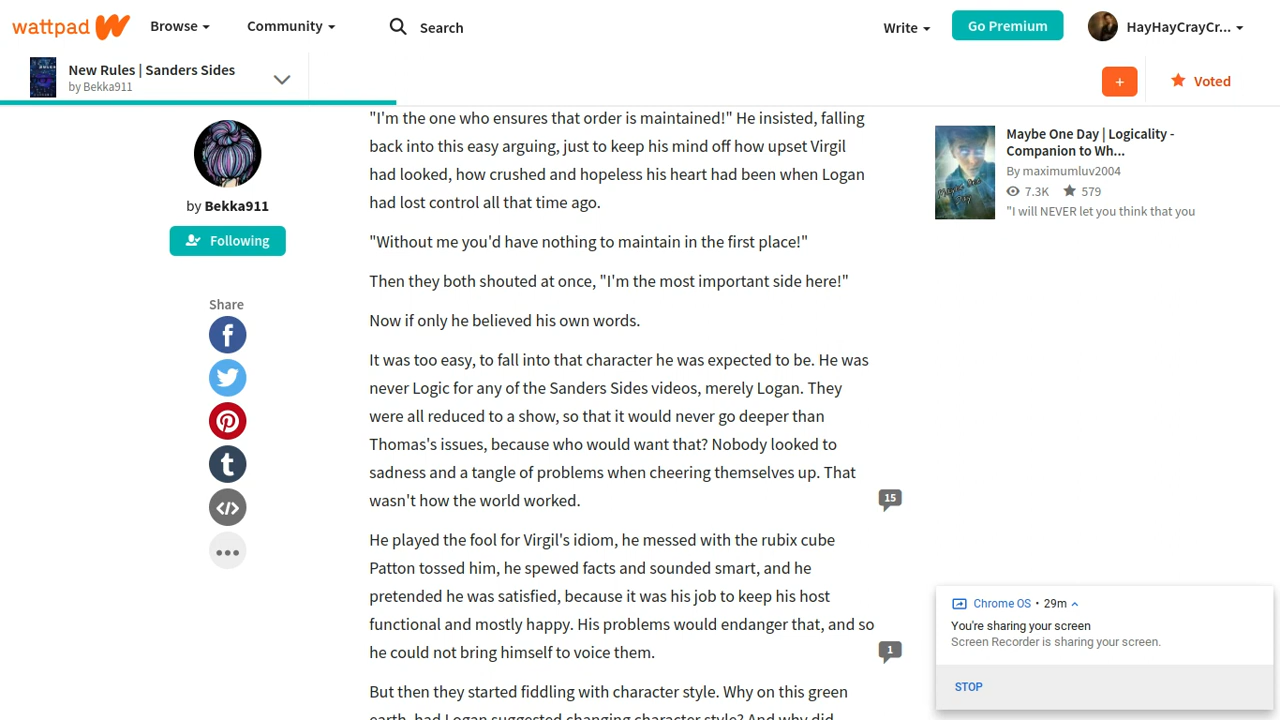 wattpad
Browse
Community
Search
Write
Go Premium
HayHayCrayCr...
New Rules | Sanders Sides
by Bekka911
+
Voted
by Bekka911
Following
Share
"I'm the one who ensures that order is maintained!" He insisted, falling
back into this easy arguing, just to keep his mind off how upset Virgil
had looked, how crushed and hopeless his heart had been when Logan
had lost control all that time ago.
"Without me you'd have nothing to maintain in the first place!"
Then they both shouted at once, "I'm the most important side here!"
Now if only he believed his own words.
It was too easy, to fall into that character he was expected to be. He was
never Logic for any of the Sanders Sides videos, merely Logan. They
were all reduced to a show, so that it would never go deeper than
Thomas's issues, because who would want that? Nobody looked to
sadness and a tangle of problems when cheering themselves up. That
wasn't how the world worked.
15
He played the fool for Virgil's idiom, he messed with the rubix cube
Patton tossed him, he spewed facts and sounded smart, and he
pretended he was satisfied, because it was his job to keep his host
functional and mostly happy. His problems would endanger that, and so
he could not bring himself to voice them.
1
But then they started fiddling with character style. Why on this green
earth, had Logan suggested changing character style? And why did
Maybe One Day | Logicality -
Companion to Wh...
By maximumluv2004
7.3K 579
"I will NEVER let you think that you
Chrome OS • 29m
You're sharing your screen
Screen Recorder is sharing your screen.
STOP